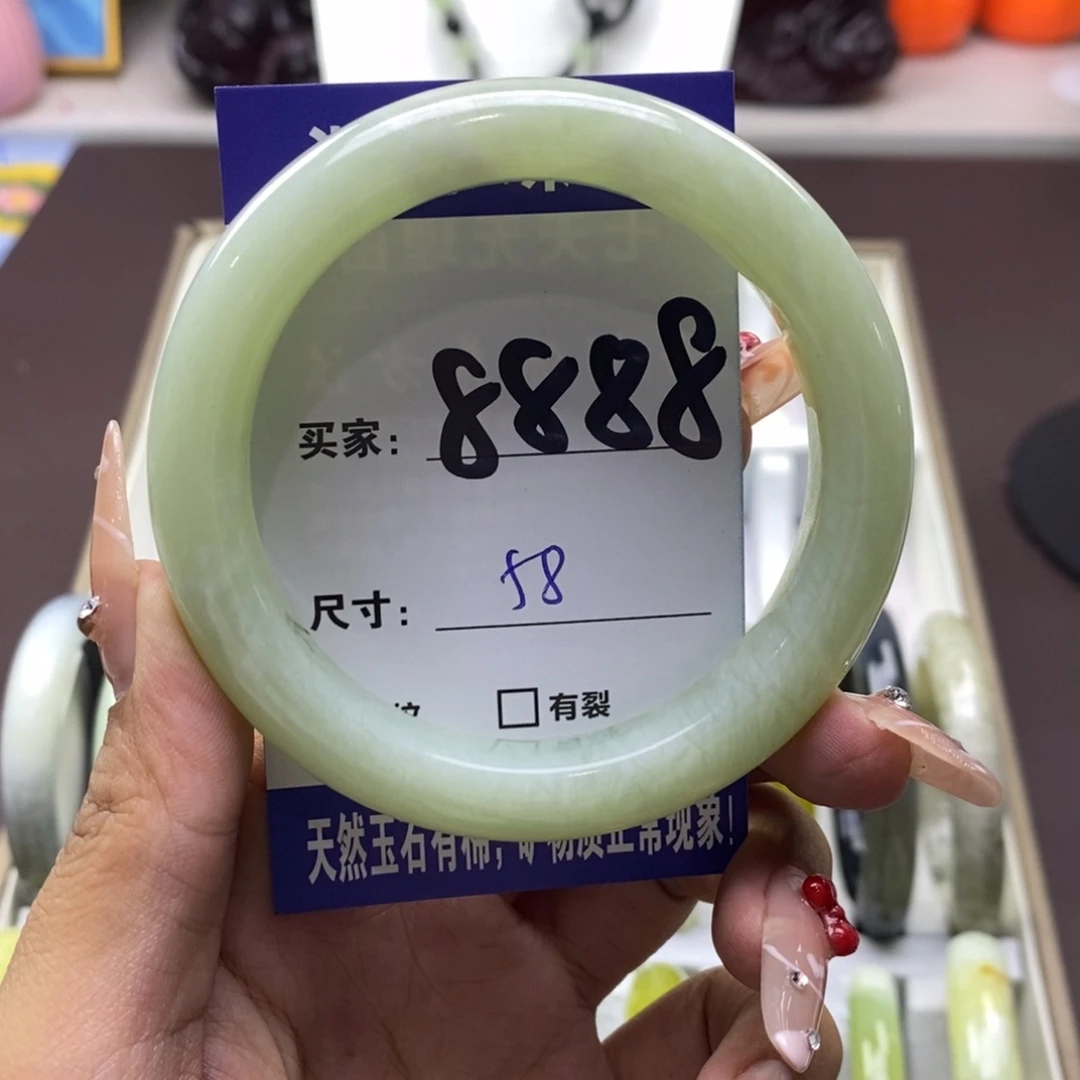 买家: 8888
尺寸: 58
有裂
天然玉石有棉, 矿物质正常现象!